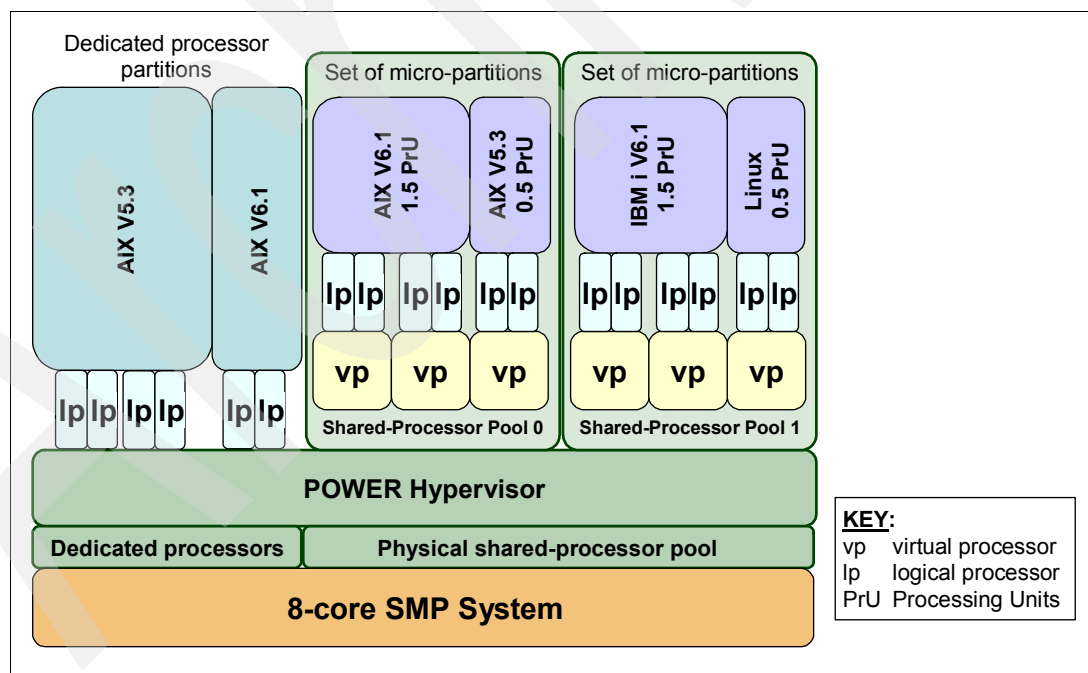 Dedicated processor
partitions
Set of micro-partitions
Set of micro-partitions
AIX V5.3
AIX V6.1
AIX V6.1
1.5 PrU
AIX V5.3
0.5 PrU
IBM i V6.1
1.5 PrU
Linux
0.5 PrU
lp lp lp lp lp lp
lp lp lp lp lp lp
vp vp vp
vp vp vp
lp lp lp lp
lp lp
Shared-Processor Pool 0
Shared-Processor Pool 1
POWER Hypervisor
Dedicated processors
Physical shared-processor pool
8-core SMP System
KEY:
vp virtual processor
lp logical processor
PrU Processing Units